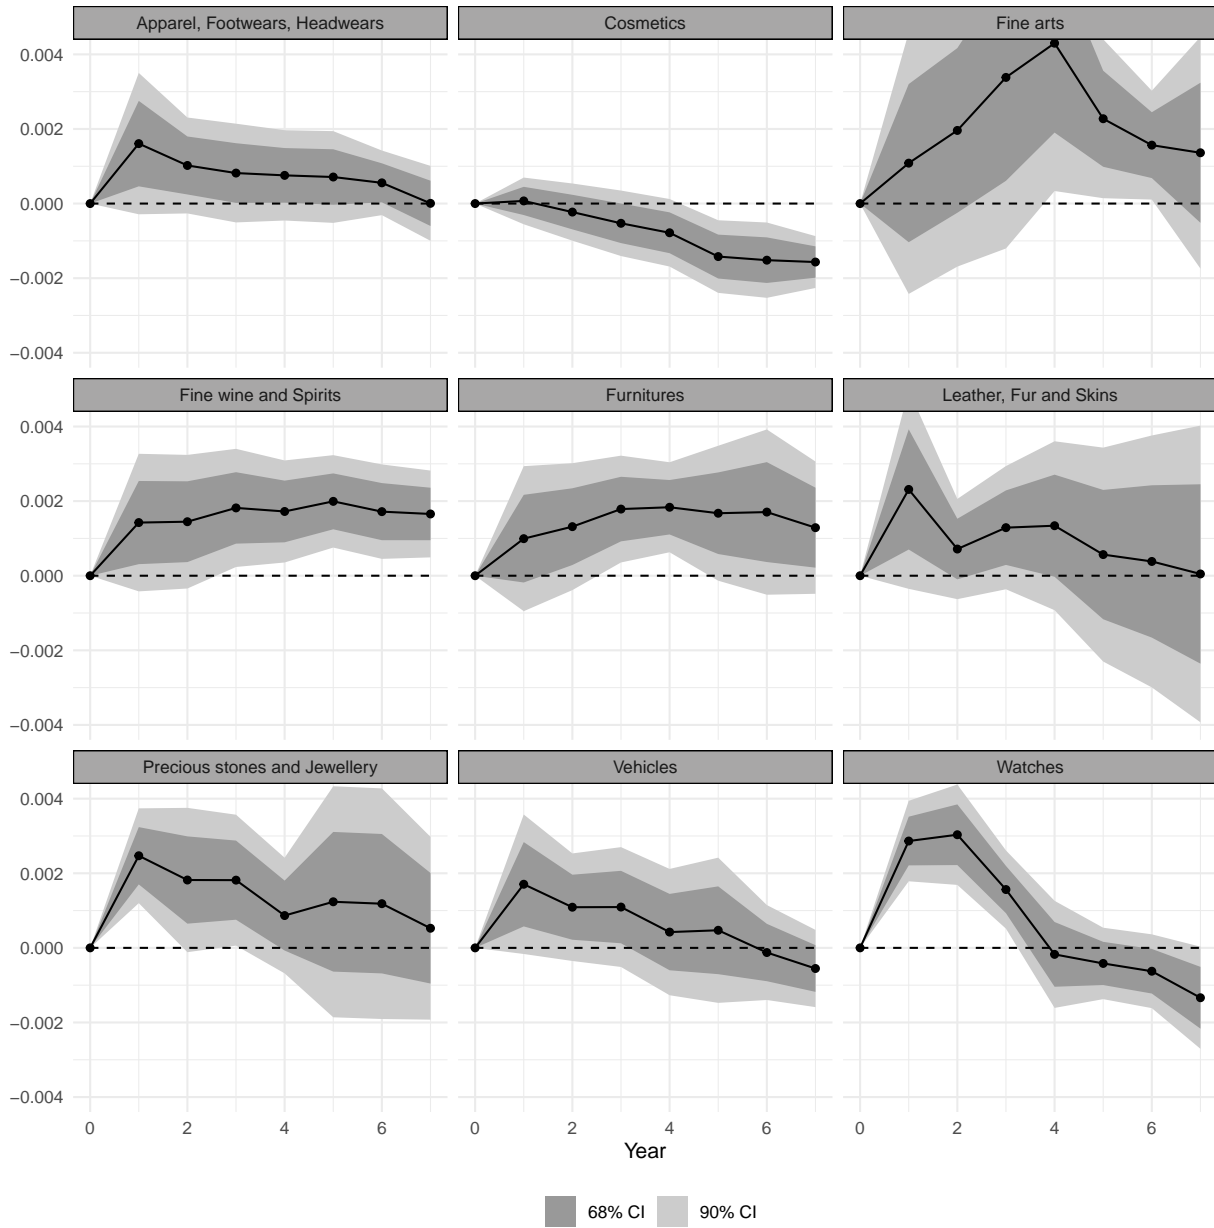 Apparel, Footwears, Headwears
Cosmetics
Fine arts
0.004
0.002
0.000
−0.002
−0.004
Fine wine and Spirits
Furnitures
Leather, Fur and Skins
0.004
0.002
0.000
−0.002
−0.004
Precious stones and Jewellery
Vehicles
Watches
0.004
0.002
0.000
−0.002
−0.004
0 2 4 6 0 2 4 6 0 2 4 6
Year
68% CI 90% CI